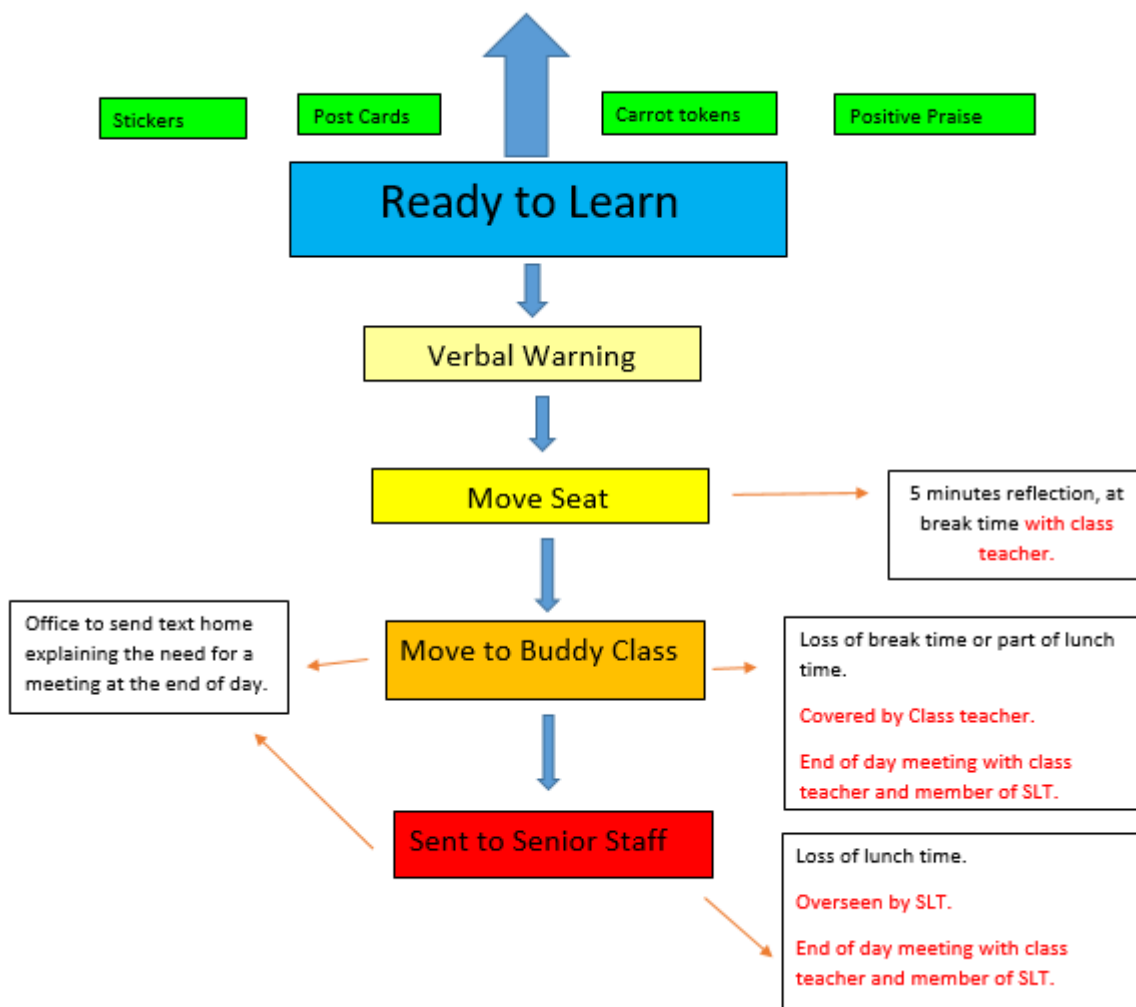 Stickers
Post Cards
Carrot tokens
Positive Praise
Ready to Learn
Verbal Warning
Move Seat
5 minutes reflection, at
break time with class
teacher.
Office to send text home
explaining the need for a
meeting at the end of day.
Move to Buddy Class
Loss of break time or part of lunch
time.
Covered by Class teacher.
End of day meeting with class
teacher and member of SLT.
Sent to Senior Staff
Loss of lunch time.
Overseen by SLT.
End of day meeting with class
teacher and member of SLT.